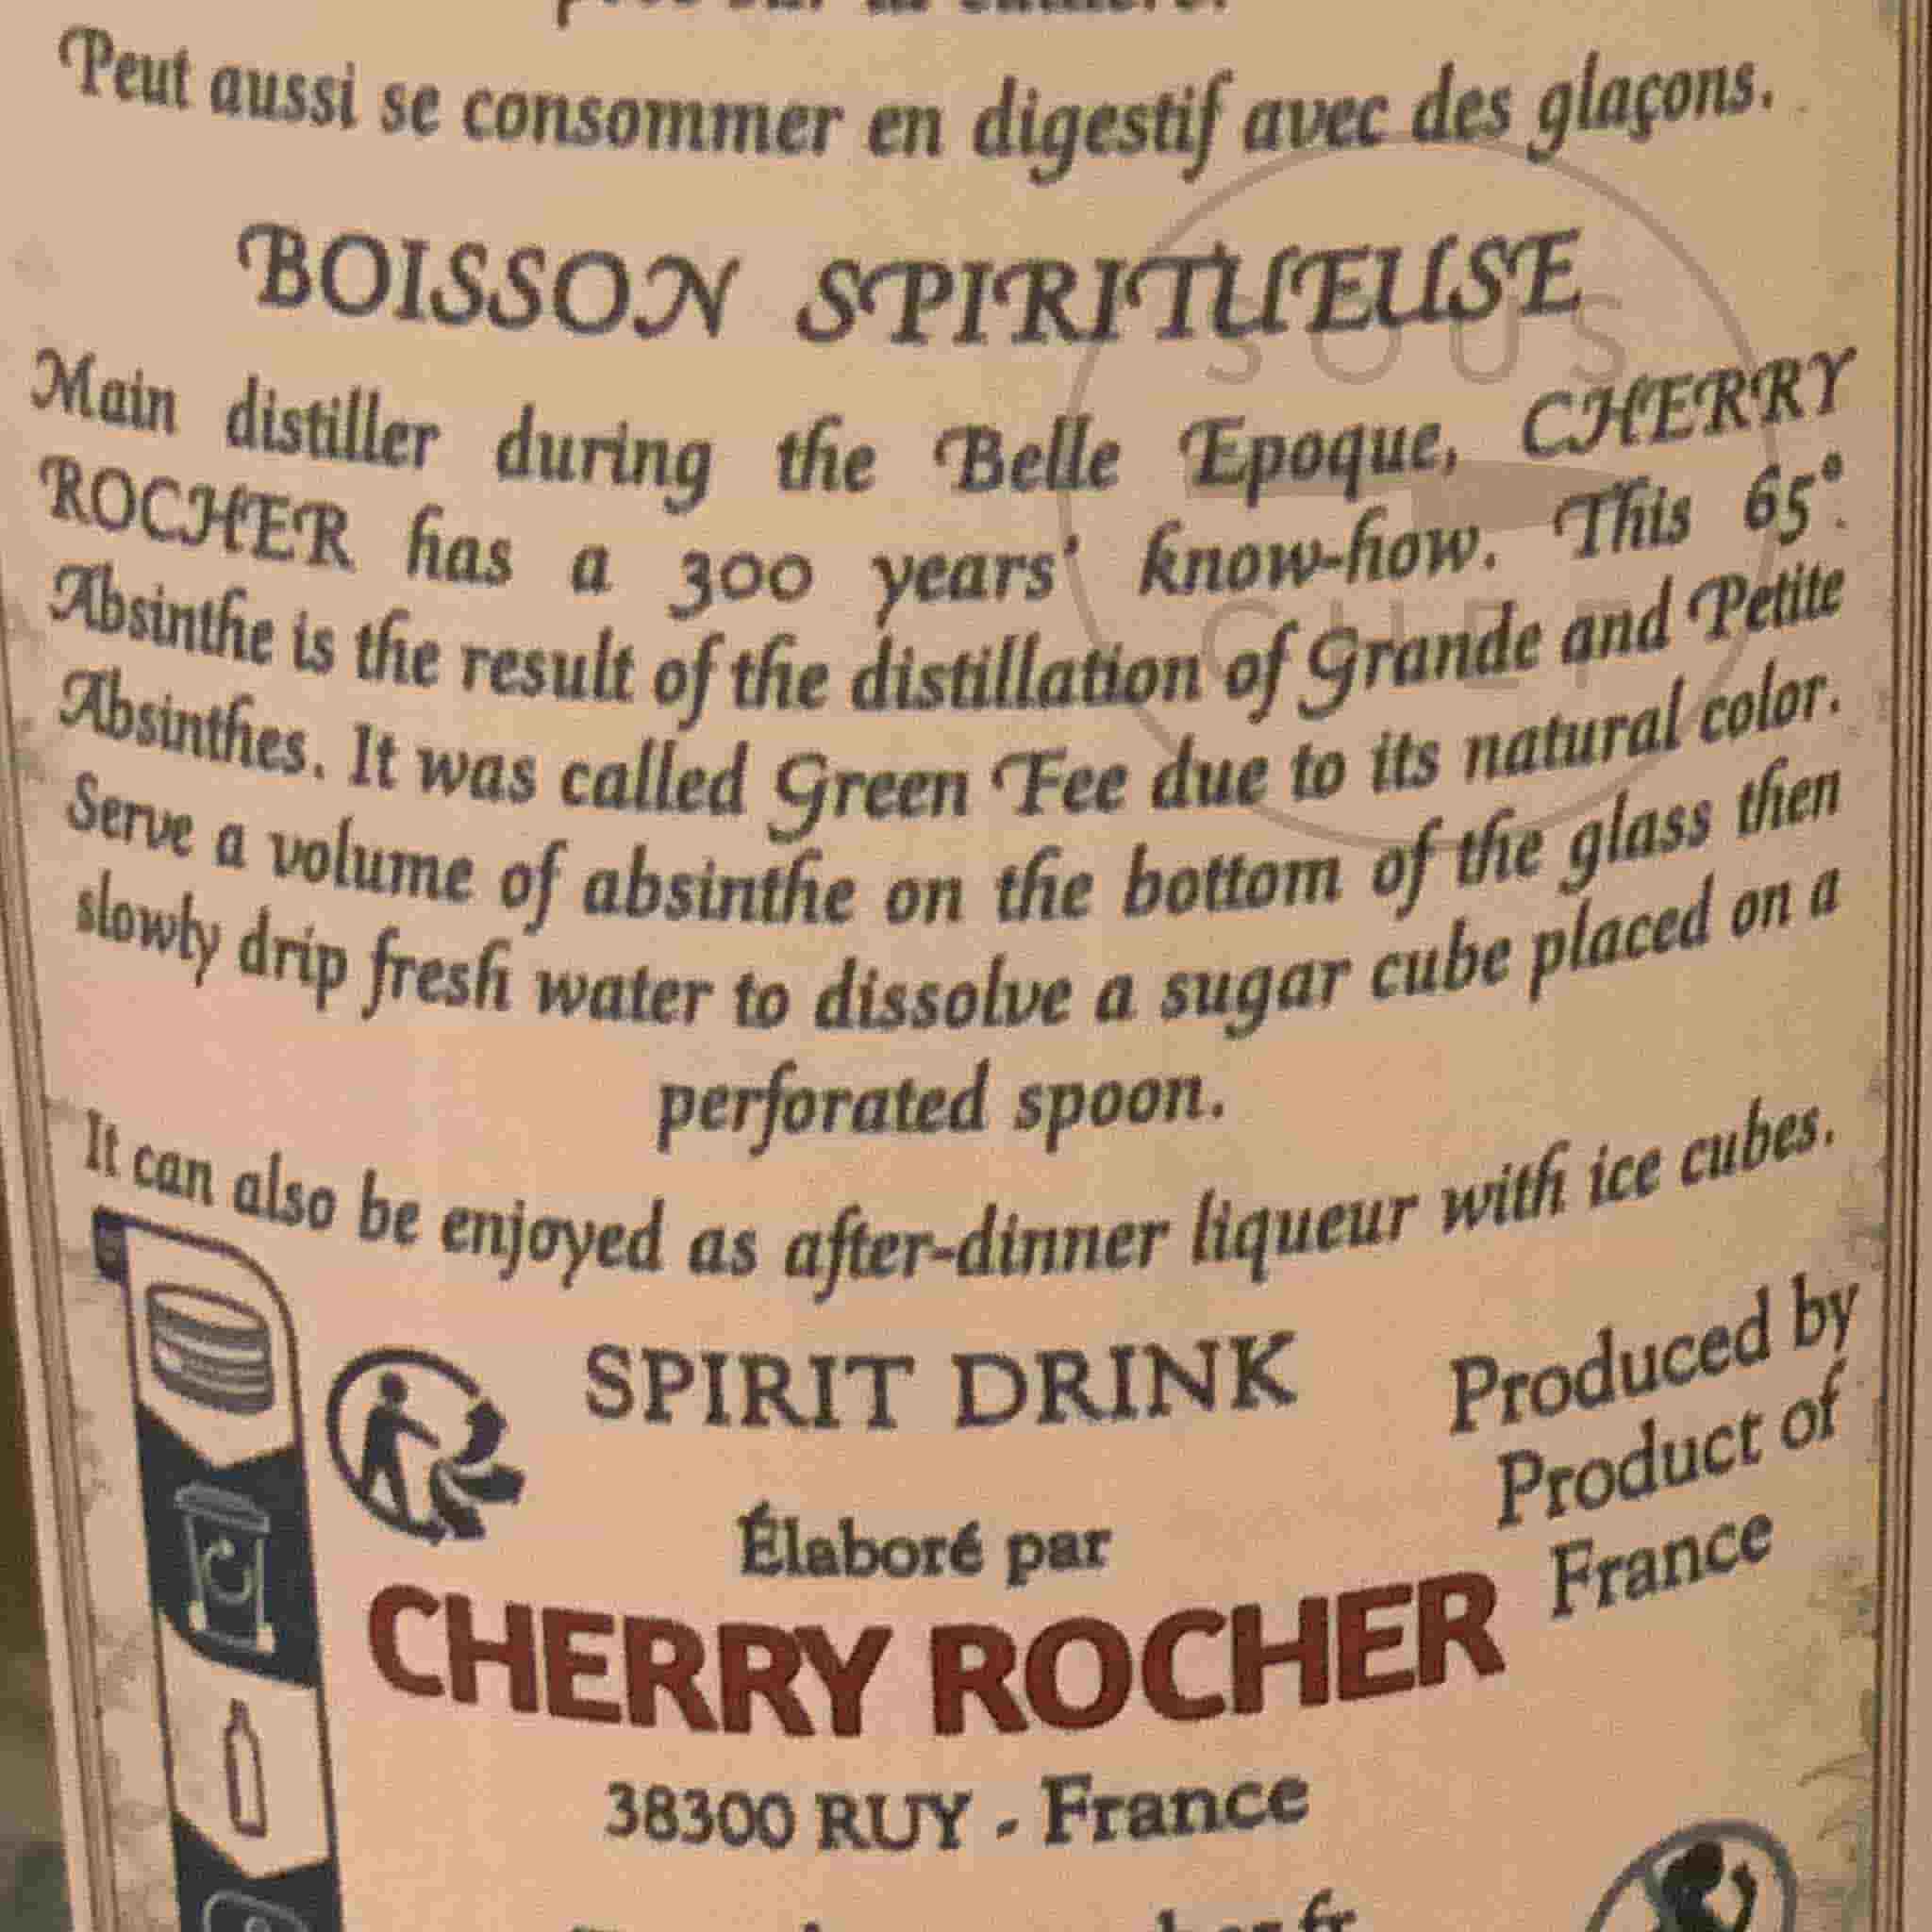 Peut aussi se consommer en digestif avec des glaçons.
BOISSON SPIRITUEUSE
Main distiller during the Belle Epoque, CHERRY
ROCHER has a 300 years' know-how. This 65°.
Absinthe is the result of the distillation of Grande and Petite
Absinthes. It was called Green Fee due to its natural color.
Serve a volume of absinthe on the bottom of the glass then
slowly drip fresh water to dissolve a sugar cube placed on a
perforated spoon.
It can also be enjoyed as after-dinner liqueur with ice cubes.
SPIRIT DRINK
Produced by
Product of
France
Élaboré par
CHERRY ROCHER
38300 RUY - France
SOUS
CLEF